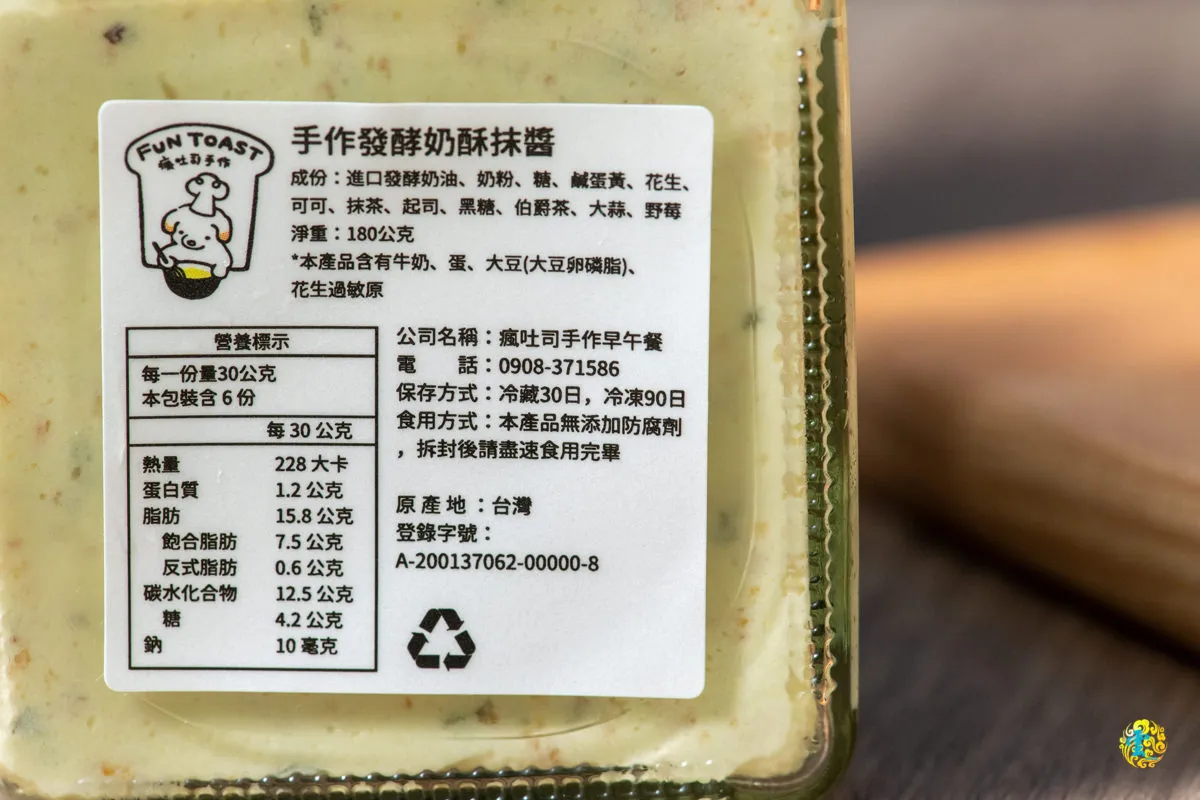 FUN TOAST
瘋吐司手作
手作發酵奶酥抹醬
成份：進口發酵奶油、奶粉、糖、鹹蛋黃、花生、
可可、抹茶、起司、黑糖、伯爵茶、大蒜、野莓
淨重：180公克
*本產品含有牛奶、蛋、大豆(大豆卵磷脂)、
花生過敏原
營養標示
每一份量30公克
本包裝含 6 份
每 30 公克
熱量 228 大卡
蛋白質 1.2 公克
脂肪 15.8 公克
飽合脂肪 7.5 公克
反式脂肪 0.6 公克
碳水化合物 12.5 公克
糖 4.2 公克
鈉 10 毫克
公司名稱：瘋吐司手作早午餐
電 話：0908-371586
保存方式：冷藏30日，冷凍90日
食用方式：本產品無添加防腐劑
，拆封後請盡速食用完畢
原 產 地 ：台灣
登錄字號：
A-200137062-00000-8